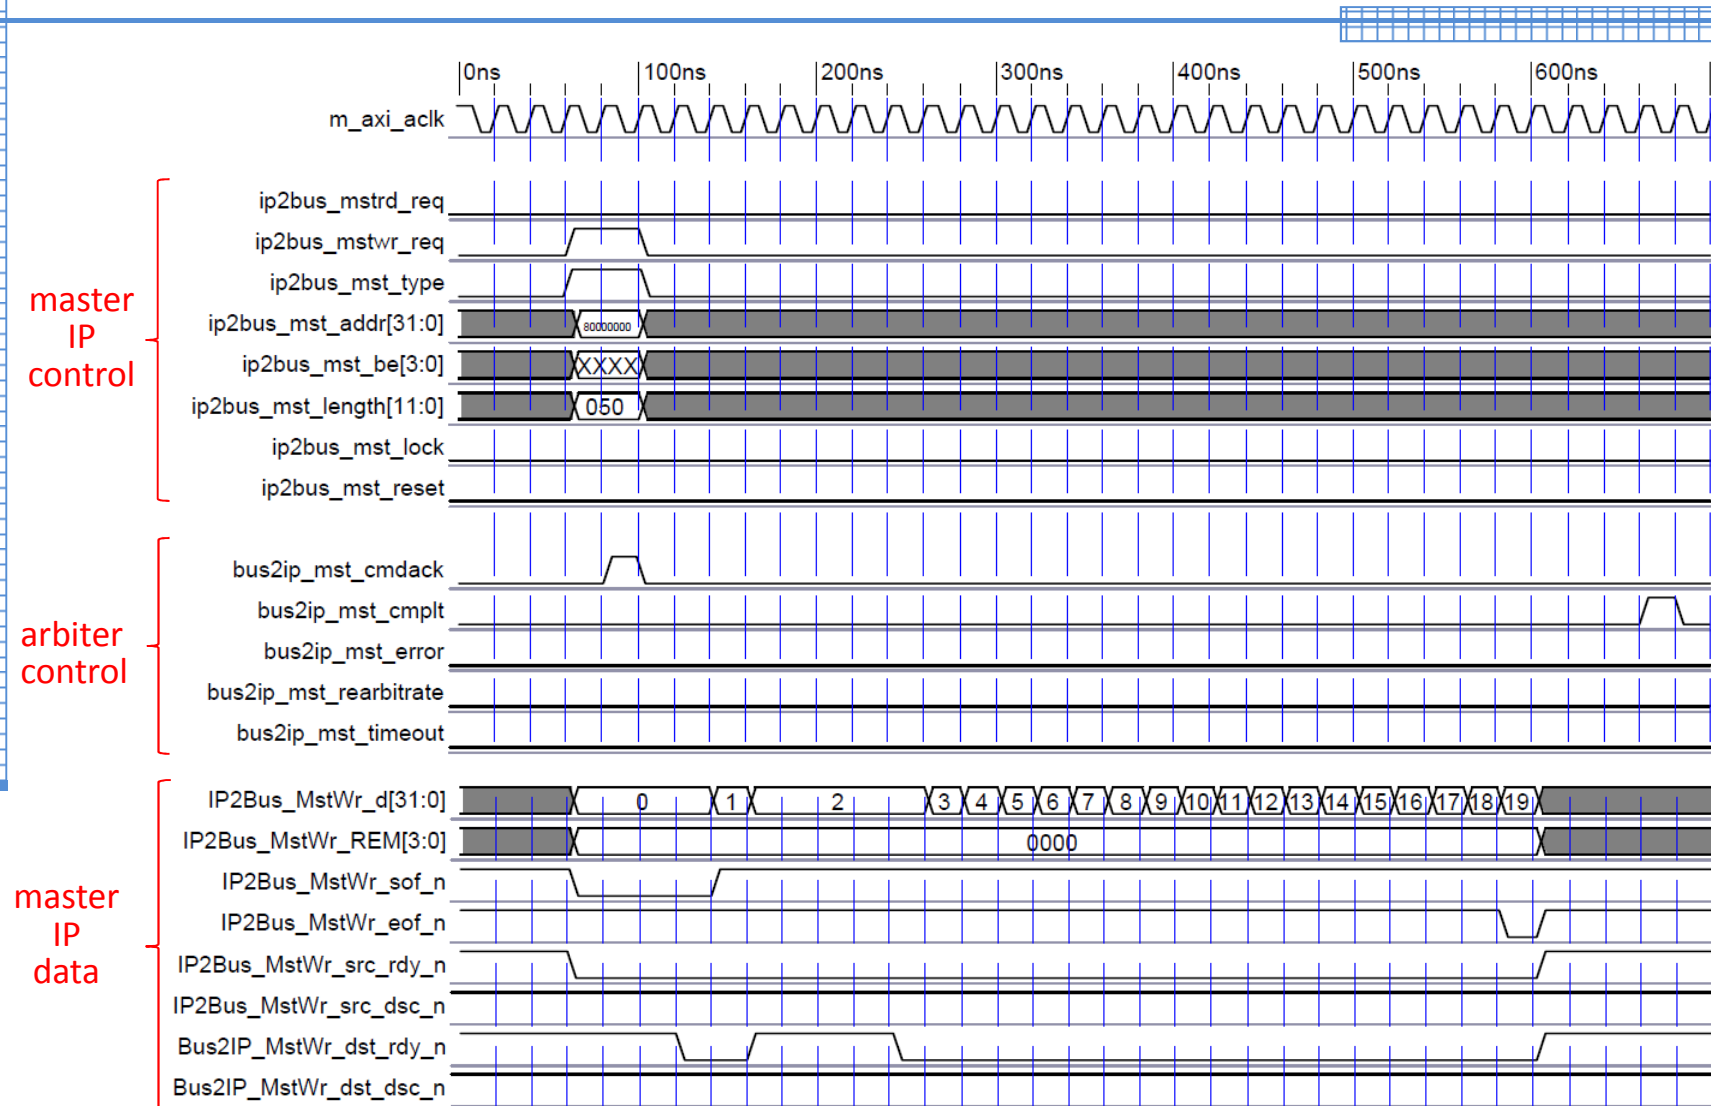 0ns 100ns 200ns 300ns 400ns 500ns 600ns
m_axi_aclk
master
IP
control
ip2bus_mstrd_req
ip2bus_mstwr_req
ip2bus_mst_type
ip2bus_mst_addr[31:0] 80000000
ip2bus_mst_be[3:0] XXXX
ip2bus_mst_length[11:0] 050
ip2bus_mst_lock
ip2bus_mst_reset
arbiter
control
bus2ip_mst_cmdack
bus2ip_mst_cmplt
bus2ip_mst_error
bus2ip_mst_rearbitrate
bus2ip_mst_timeout
master
IP
data
IP2Bus_MstWr_d[31:0] 0 1 2 3 4 5 6 7 8 9 10 11 12 13 14 15 16 17 18 19
IP2Bus_MstWr_REM[3:0] 0000
IP2Bus_MstWr_sof_n
IP2Bus_MstWr_eof_n
IP2Bus_MstWr_src_rdy_n
IP2Bus_MstWr_src_dsc_n
Bus2IP_MstWr_dst_rdy_n
Bus2IP_MstWr_dst_dsc_n